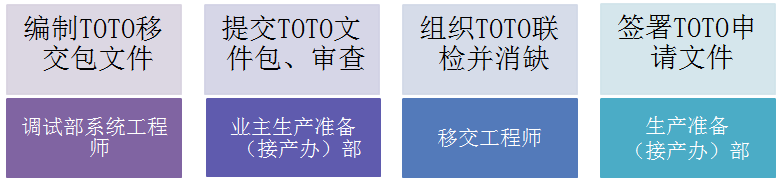 编制TOTO移
交包文件
调试部系统工程
师
提交TOTO文
件包、审查
业主生产准备
（接产办）部
组织TOTO联
检并消缺
移交工程师
签署TOTO申
请文件
生产准备
（接产办）部